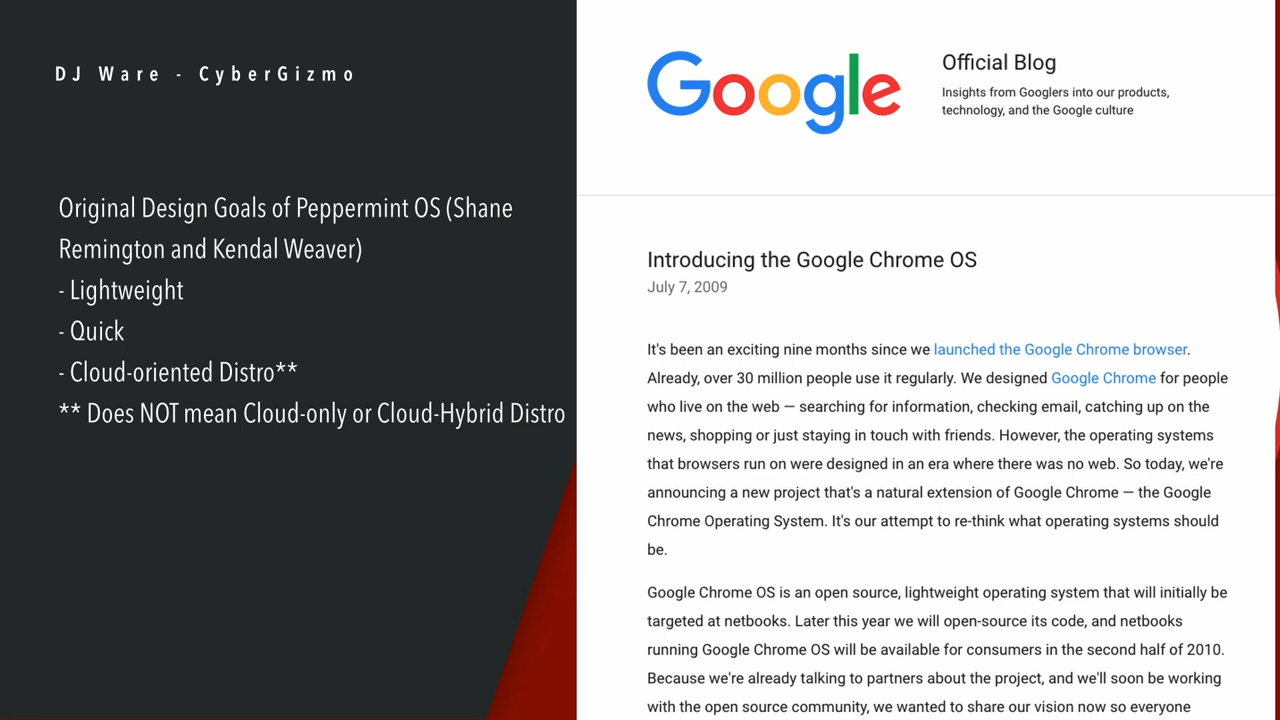 DJ Ware - CyberGizmo
Original Design Goals of Peppermint OS (Shane
Remington and Kendal Weaver)
- Lightweight
- Quick
- Cloud-oriented Distro**
** Does NOT mean Cloud-only or Cloud-Hybrid Distro
Google
Official Blog
Insights from Googlers into our products,
technology, and the Google culture
Introducing the Google Chrome OS
July 7, 2009
It's been an exciting nine months since we launched the Google Chrome browser.
Already, over 30 million people use it regularly. We designed Google Chrome for people
who live on the web — searching for information, checking email, catching up on the
news, shopping or just staying in touch with friends. However, the operating systems
that browsers run on were designed in an era where there was no web. So today, we're
announcing a new project that's a natural extension of Google Chrome — the Google
Chrome Operating System. It's our attempt to re-think what operating systems should
be.
Google Chrome OS is an open source, lightweight operating system that will initially be
targeted at netbooks. Later this year we will open-source its code, and netbooks
running Google Chrome OS will be available for consumers in the second half of 2010.
Because we're already talking to partners about the project, and we'll soon be working
with the open source community, we wanted to share our vision now so everyone